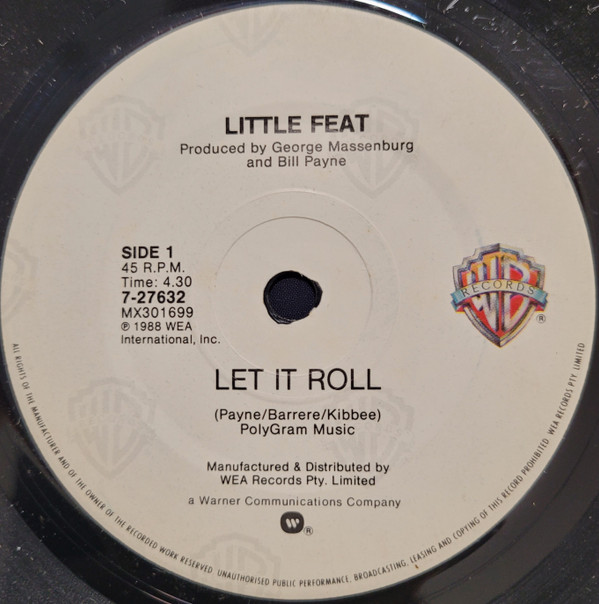 LITTLE FEAT
Produced by George Massenburg
and Bill Payne
SIDE 1
45 R.P.M.
Time: 4.30
7-27632
MX301699
℗ 1988 WEA
International, Inc.
WB
RECORDS
®
LET IT ROLL
(Payne/Barrere/Kibbee)
PolyGram Music
Manufactured & Distributed by
WEA Records Pty. Limited
a Warner Communications Company
®
ALL RIGHTS OF THE MANUFACTURER AND OF THE OWNER OF THE RECORDED WORK RESERVED. UNAUTHORISED PUBLIC PERFORMANCE, BROADCASTING, LEASING AND COPYING OF THIS RECORD PROHIBITED. WEA RECORDS PTY. LIMITED